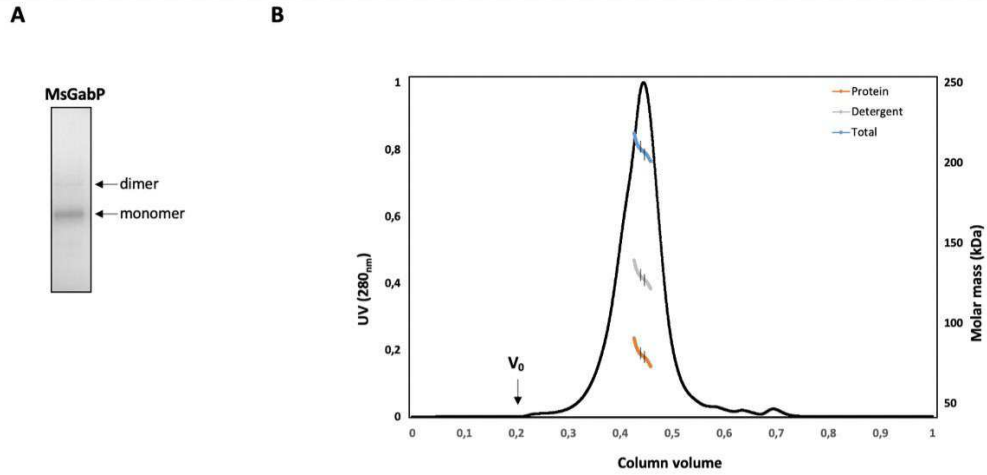 A
B
MsGabP
dimer
monomer
1
0,8
0,6
0,4
0,2
0
UV (280nm)
V0
Protein
Detergent
Total
250
200
150
100
50
Molar mass (kDa)
0
0,1
0,2
0,3
0,4
0,5
0,6
0,7
0,8
0,9
1
Column volume